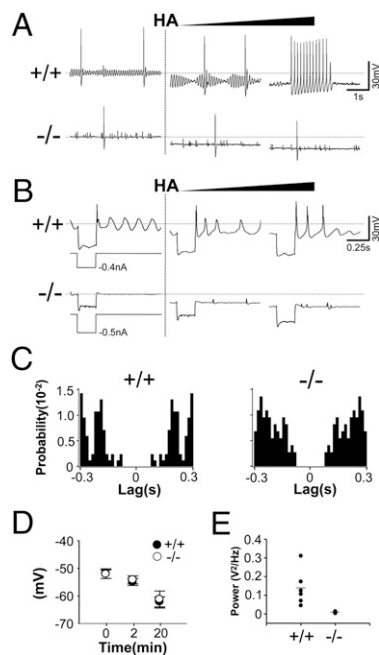 A
HA
+/+
30mV
1s
-/-
B
HA
+/+
30mV
0.25s
-0.4nA
-/-
-0.5nA
C
+/+
-/-
Probability(10⁻²)
1.5
1.0
0.5
0
-0.3 0 0.3
-0.3 0 0.3
Lag(s)
Lag(s)
D
+/+
-/-
(mV)
-40
-50
-60
-70
0 2 20
Time(min)
E
Power (V²/Hz)
0.4
0.3
0.2
0.1
0
+/+ -/-